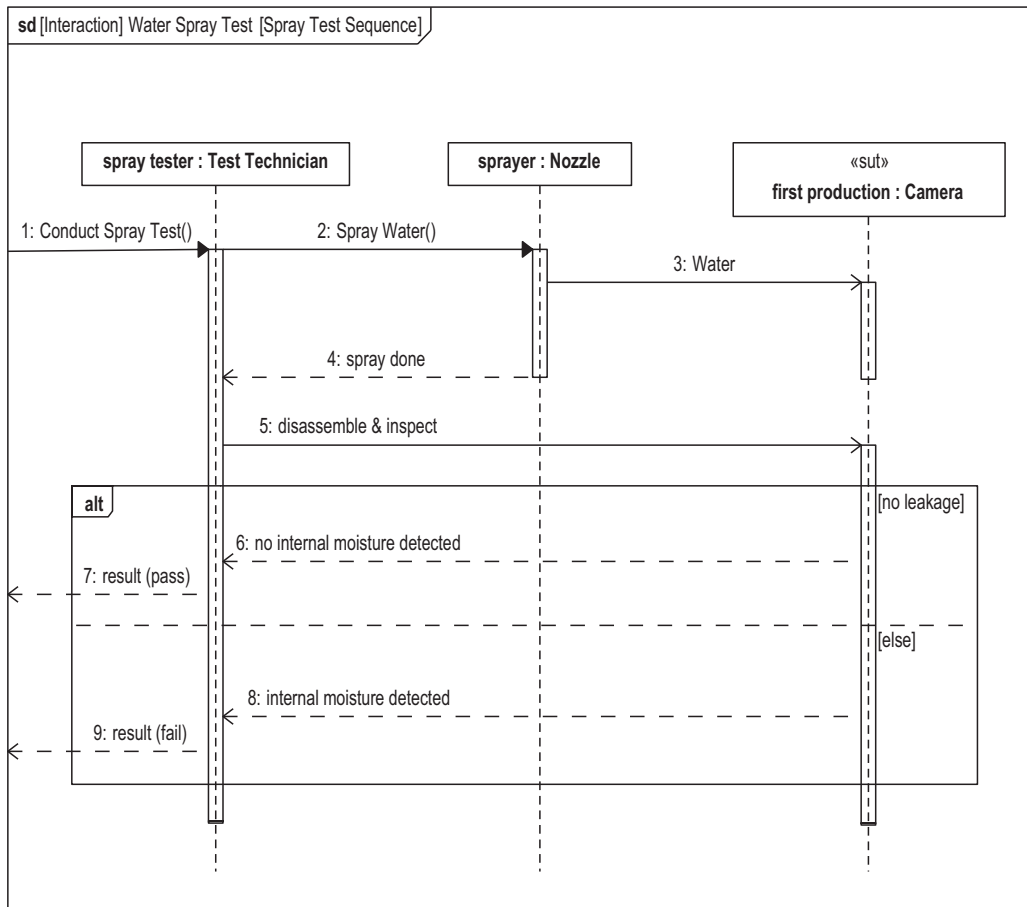 sd [Interaction] Water Spray Test [Spray Test Sequence]
spray tester : Test Technician
sprayer : Nozzle
«sut»
first production : Camera
1: Conduct Spray Test()
2: Spray Water()
3: Water
4: spray done
5: disassemble & inspect
alt
[no leakage]
6: no internal moisture detected
7: result (pass)
[else]
8: internal moisture detected
9: result (fail)